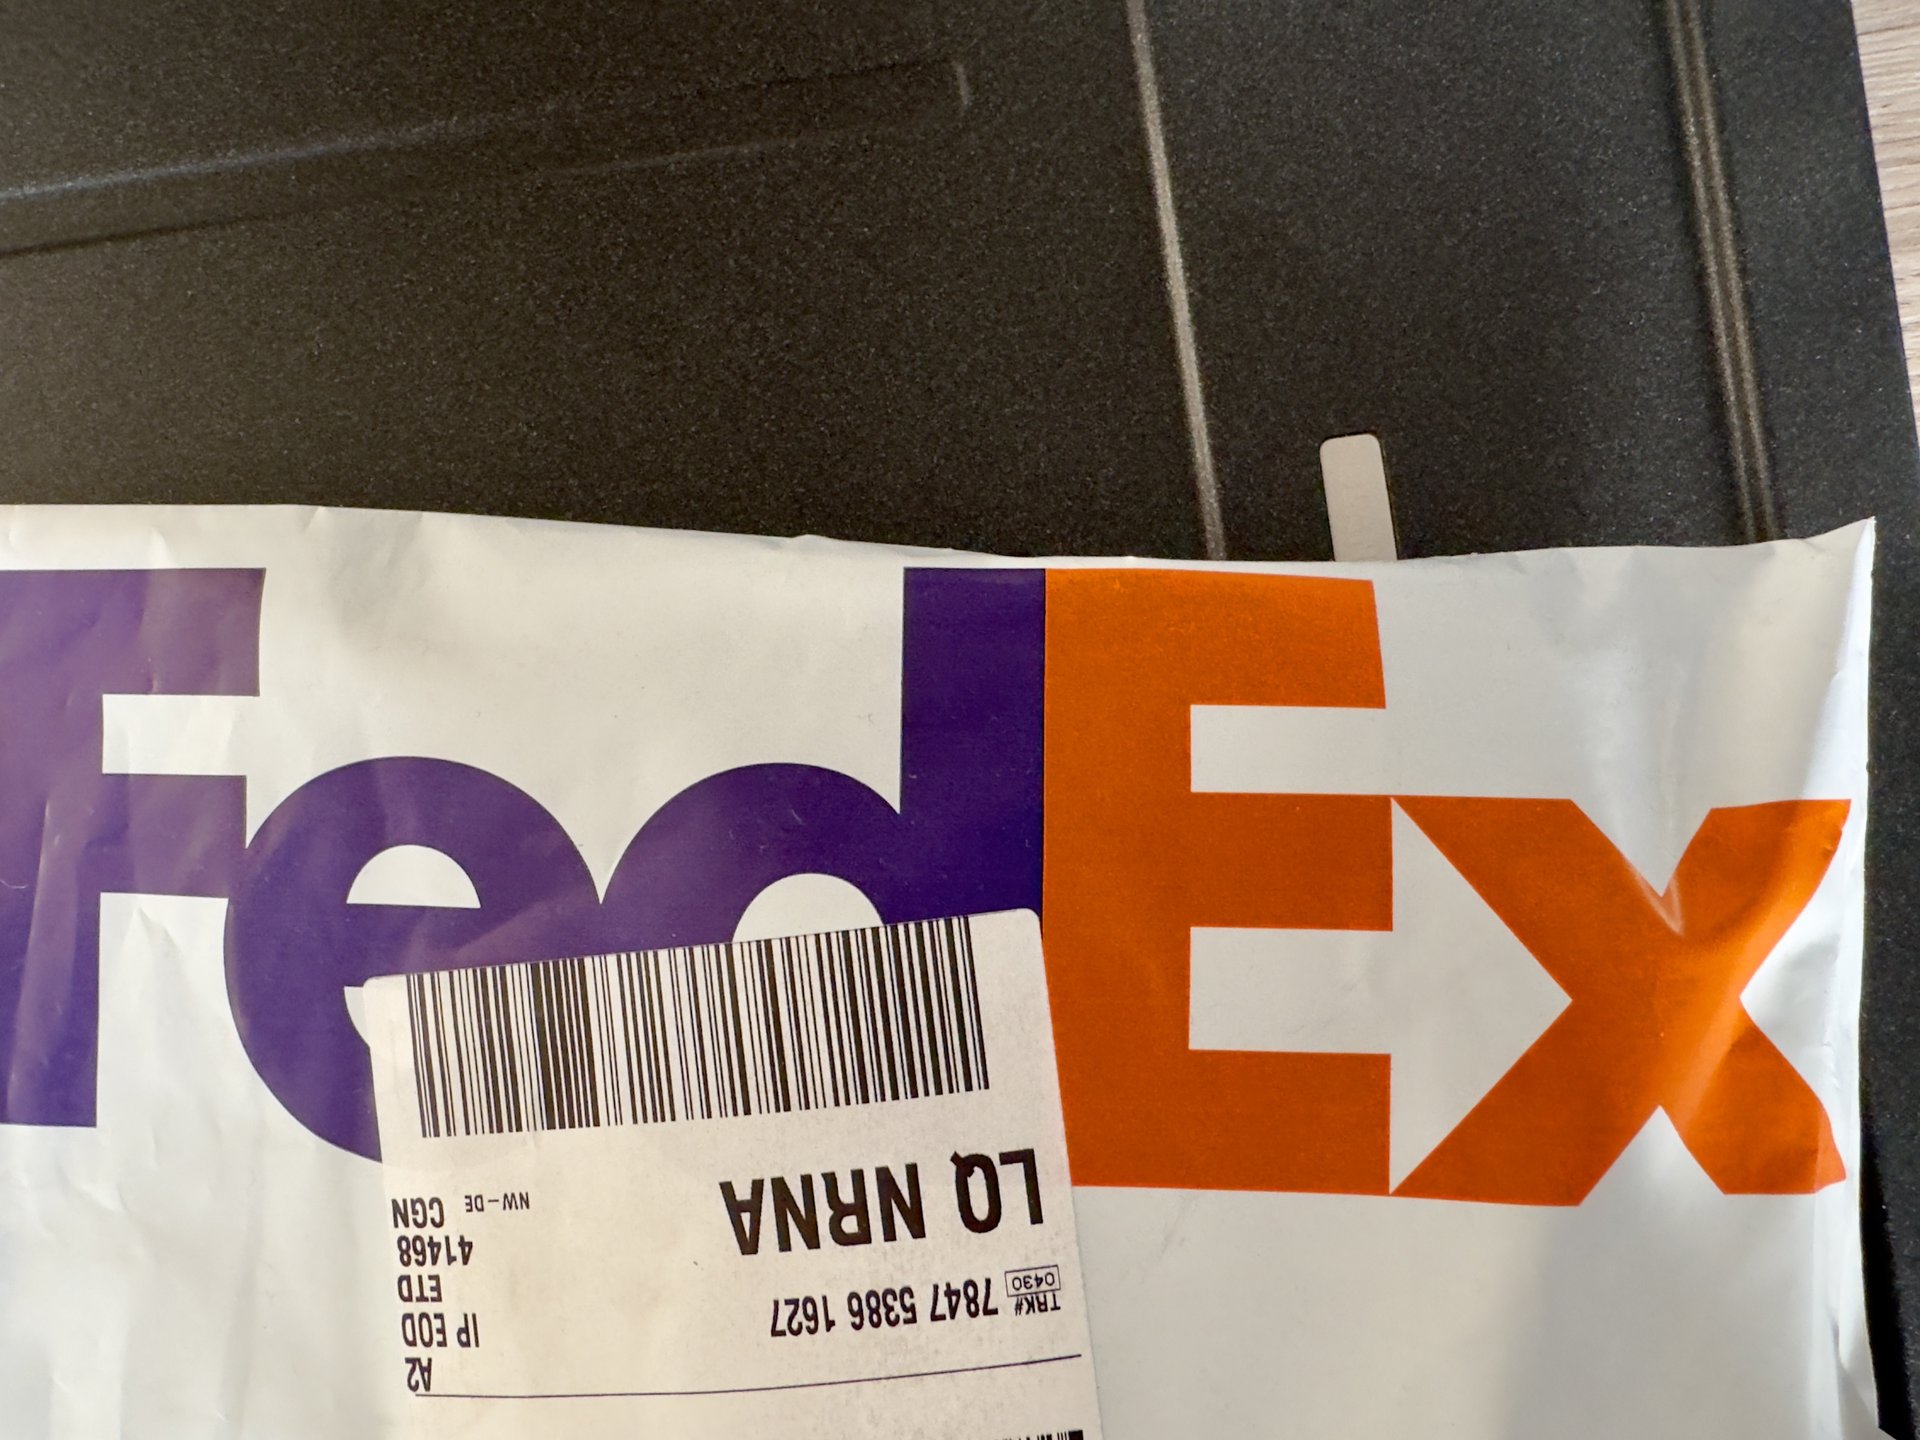 FedEx
A2
IP EOD
TRK# 7847 5386 1627
0430
ETD
LQ NRNA
41468
NW-DE CGN